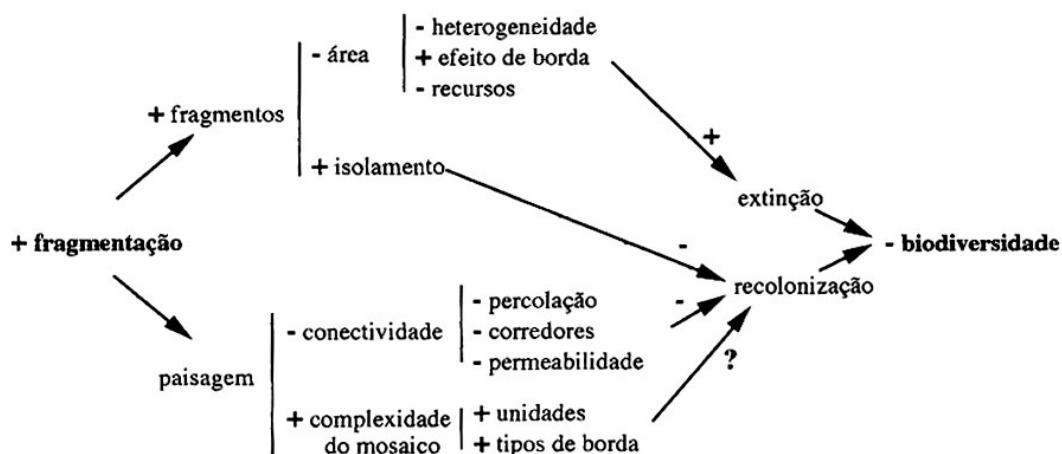 - heterogeneidade
- área
+ efeito de borda
- recursos
+ fragmentos
+
+ isolamento
extinção
+ fragmentação
- biodiversidade
-
recolonização
- percolação
-
- conectividade
- corredores
- permeabilidade
?
paisagem
+ complexidade
do mosaico
+ unidades
+ tipos de borda